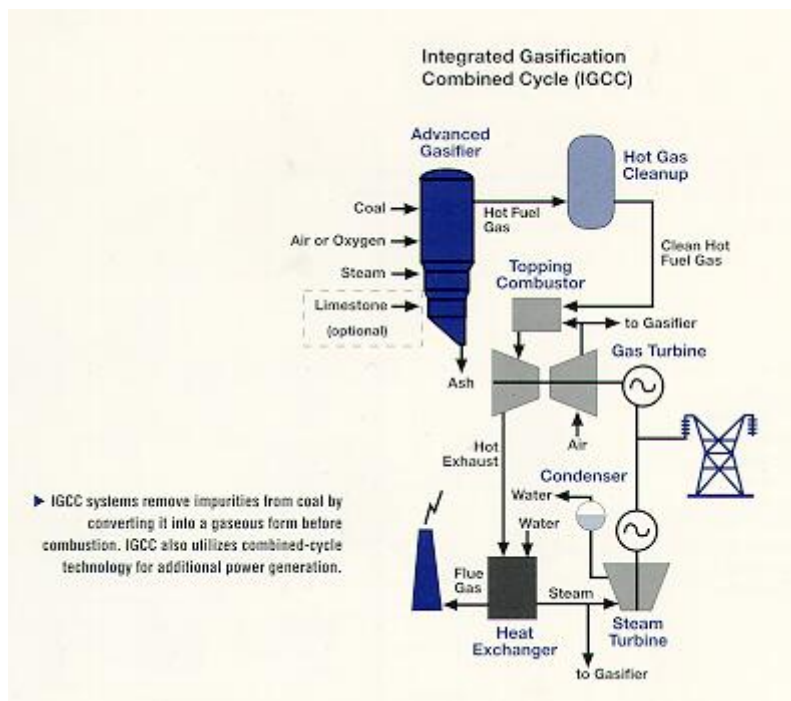 Integrated Gasification
Combined Cycle (IGCC)
Advanced
Gasifier
Hot Gas
Cleanup
Coal
Hot Fuel
Gas
Air or Oxygen
Clean Hot
Fuel Gas
Steam
Topping
Combustor
Limestone
(optional)
to Gasifier
Gas Turbine
Ash
Air
Hot
Exhaust
Condenser
Water
Water
▶ IGCC systems remove impurities from coal by
converting it into a gaseous form before
combustion. IGCC also utilizes combined-cycle
technology for additional power generation.
Flue
Gas
Steam
Heat
Exchanger
Steam
Turbine
to Gasifier